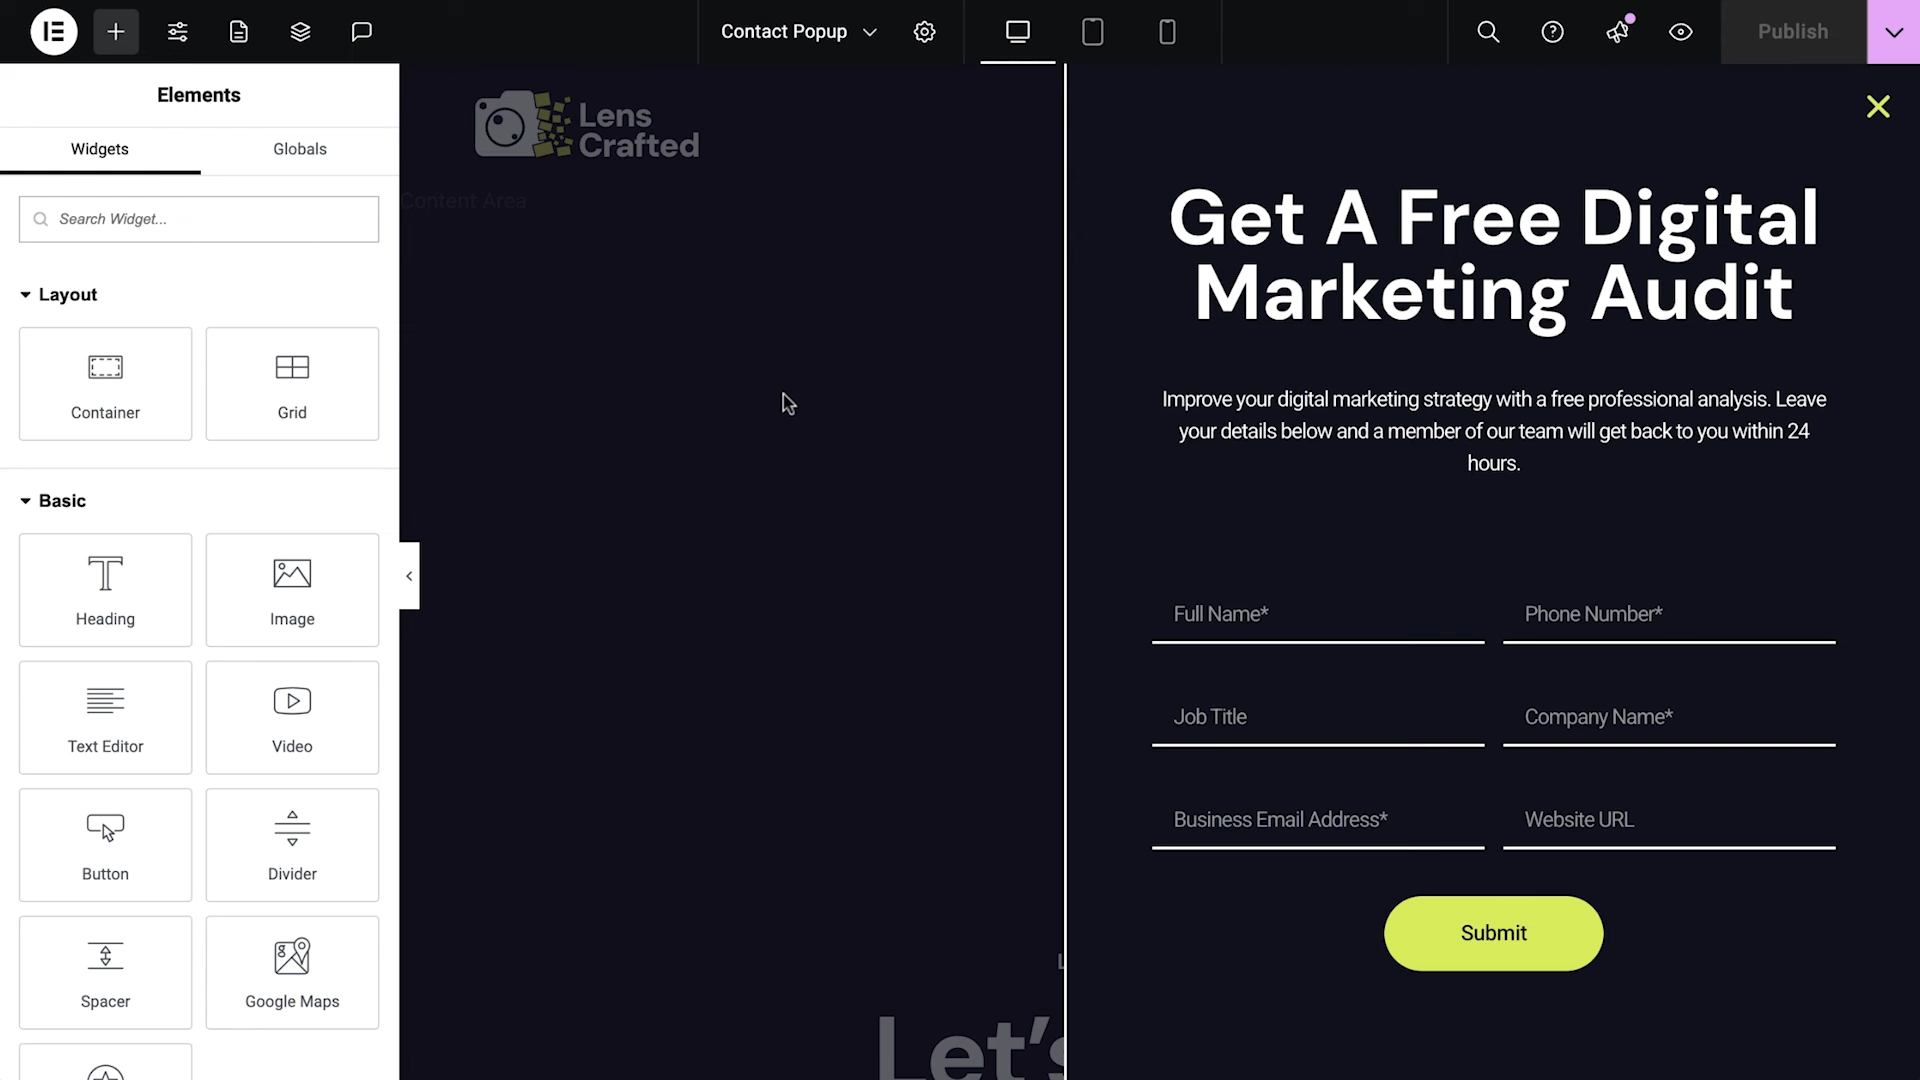 Contact Popup
Publish
Elements
Widgets
Globals
Search Widget...
Layout
Container
Grid
Basic
Heading
Image
Text Editor
Video
Button
Divider
Spacer
Google Maps
Lens
Crafted
Content Area
Let's
Get A Free Digital
Marketing Audit
Improve your digital marketing strategy with a free professional analysis. Leave
your details below and a member of our team will get back to you within 24
hours.
Full Name*
Phone Number*
Job Title
Company Name*
Business Email Address*
Website URL
Submit